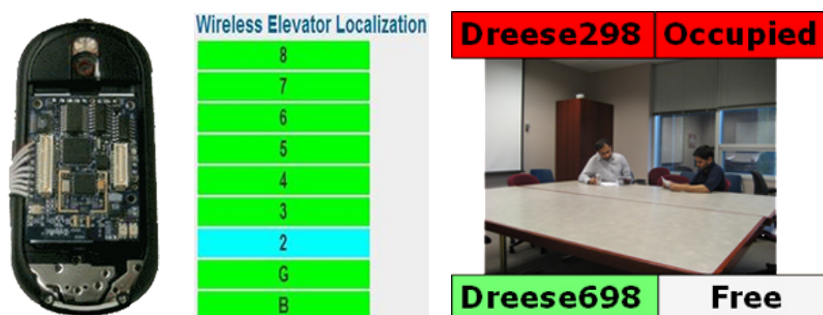 Wireless Elevator Localization
8
7
6
5
4
3
2
G
B
Dreese298 Occupied
Dreese698 Free